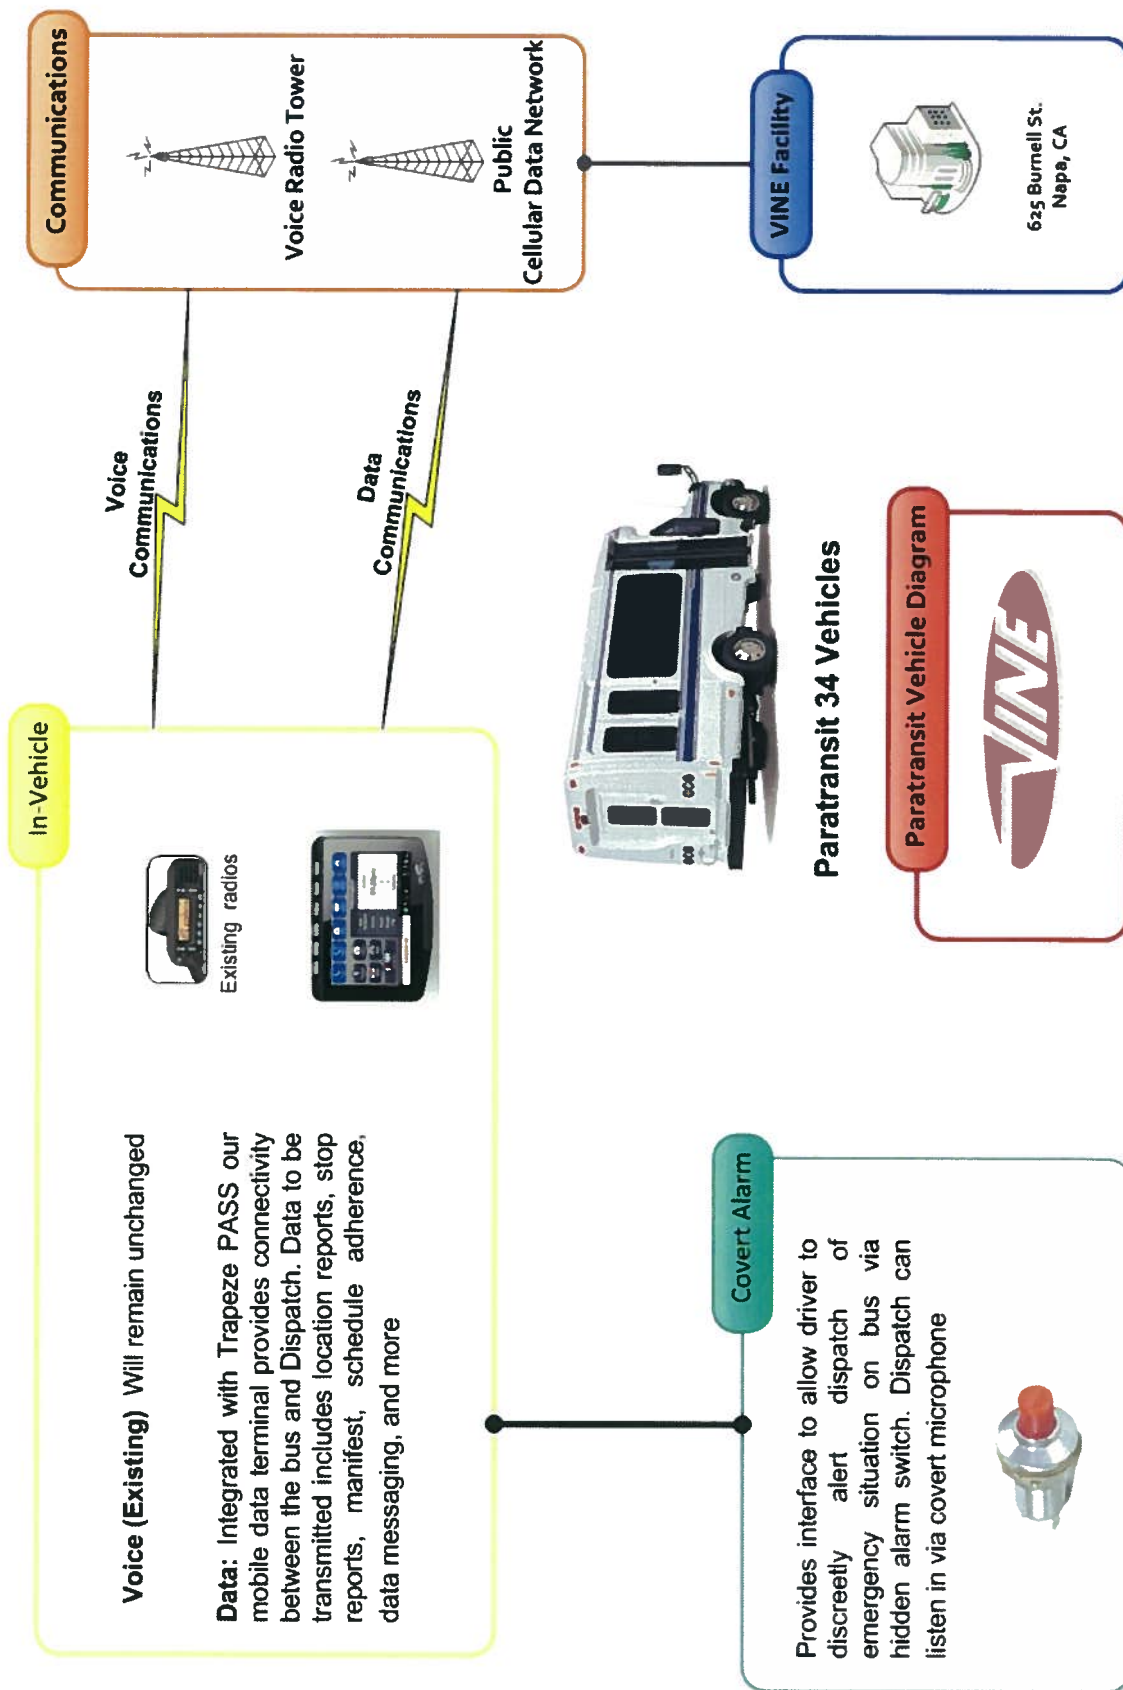 In-Vehicle
Voice (Existing) Will remain unchanged
Existing radios
Data: Integrated with Trapeze PASS our
mobile data terminal provides connectivity
between the bus and Dispatch. Data to be
transmitted includes location reports, stop
reports, manifest, schedule adherence,
data messaging, and more
Voice
Communications
Data
Communications
Communications
Voice Radio Tower
Public
Cellular Data Network
Covert Alarm
Provides interface to allow driver to
discreetly alert dispatch of
emergency situation on bus via
hidden alarm switch. Dispatch can
listen in via covert microphone
Paratransit 34 Vehicles
Paratransit Vehicle Diagram
VINE
VINE Facility
625 Burnell St.
Napa, CA